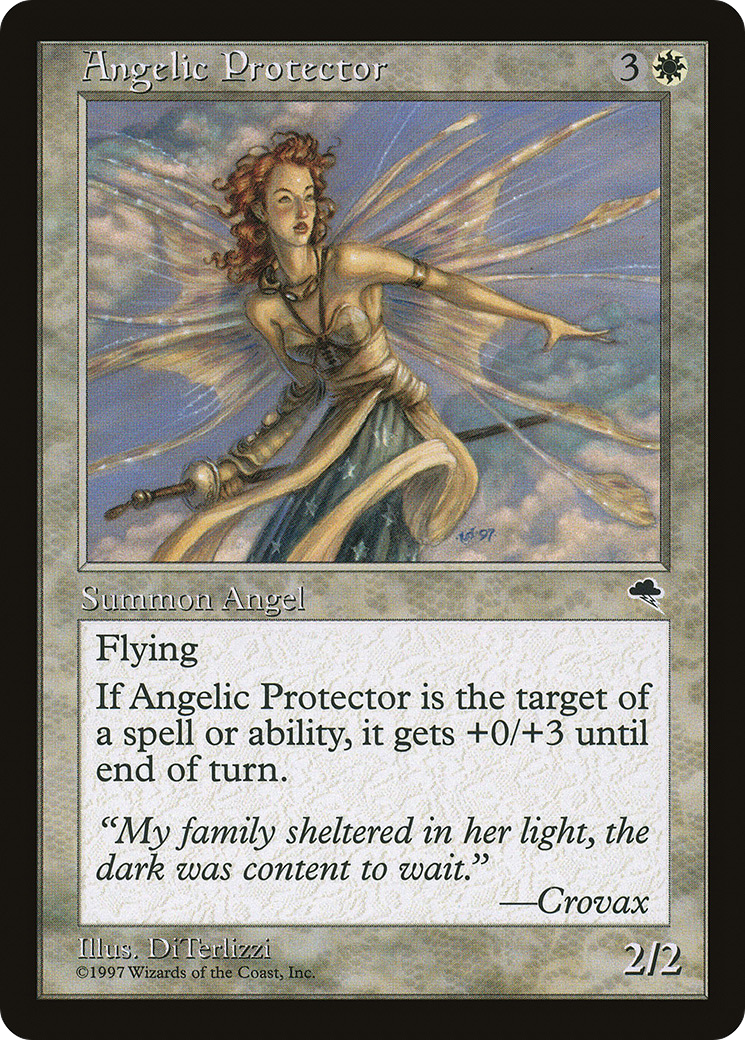 Angelic Protector 3
Summon Angel
Flying
If Angelic Protector is the target of
a spell or ability, it gets +0/+3 until
end of turn.
“My family sheltered in her light, the
dark was content to wait.”
—Crovax
Illus. DiTerlizzi
©1997 Wizards of the Coast, Inc.
2/2